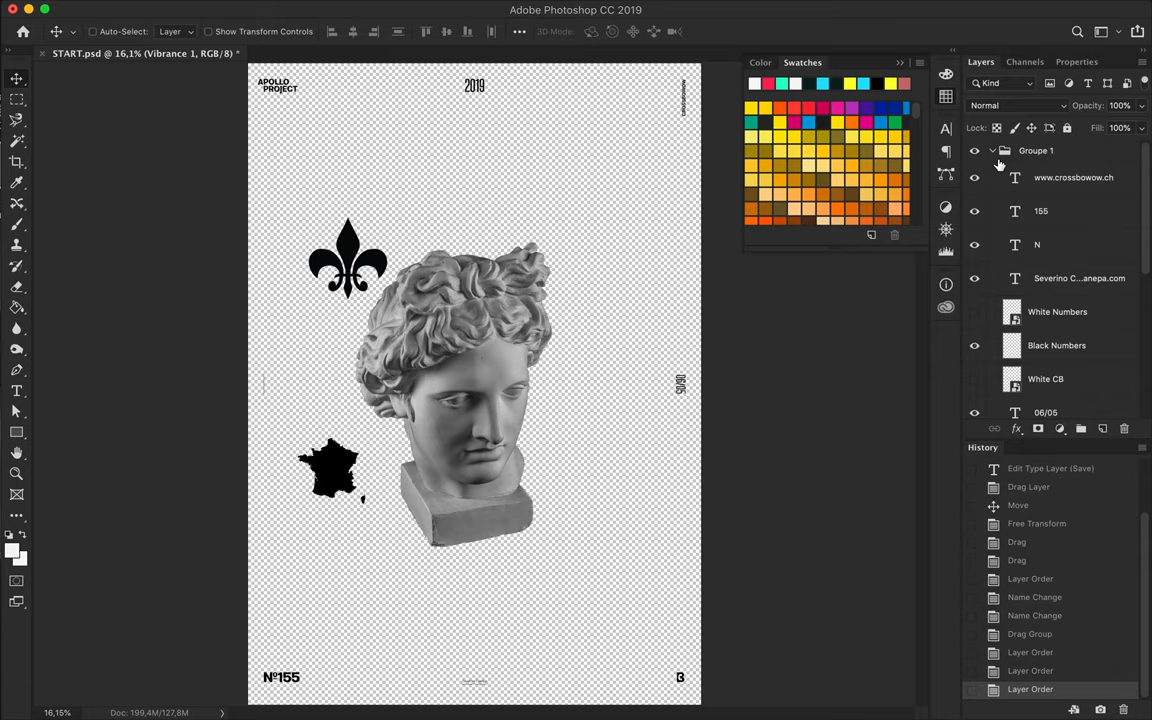 Adobe Photoshop CC 2019
Auto-Select:
Layer
Show Transform Controls
3D Mode:
START.psd @ 16,1% (Vibrance 1, RGB/8) *
Color
Swatches
Layers
Channels
Properties
Kind
Normal
Opacity:
100%
Lock:
Fill:
100%
Groupe 1
www.crossbowow.ch
155
N
Severino C...anepa.com
White Numbers
Black Numbers
White CB
06/05
History
Edit Type Layer (Save)
Drag Layer
Move
Free Transform
Drag
Drag
Layer Order
Name Change
Name Change
Drag Group
Layer Order
Layer Order
Layer Order
APOLLO
PROJECT
2019
CROSSBOWOW
06/05
Nº155
16,15%
Doc: 199,4M/127,8M